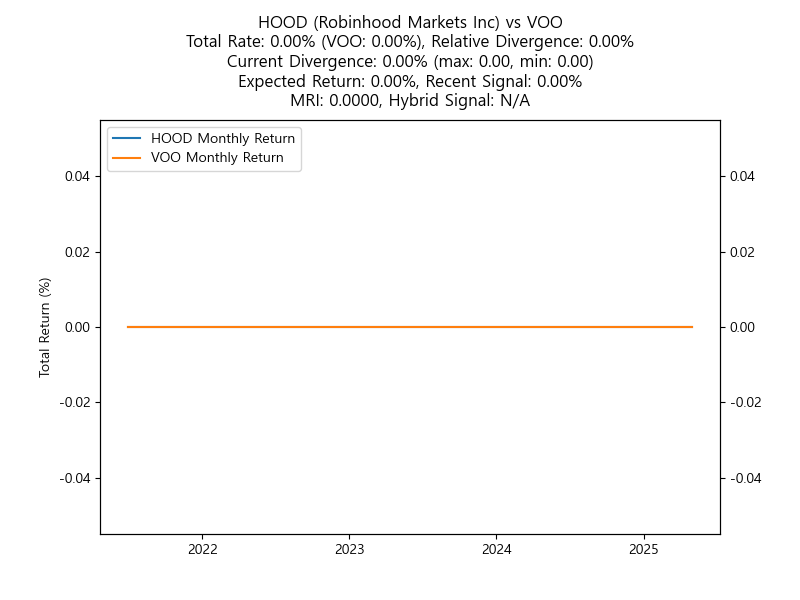 HOOD (Robinhood Markets Inc) vs VOO
Total Rate: 0.00% (VOO: 0.00%), Relative Divergence: 0.00%
Current Divergence: 0.00% (max: 0.00, min: 0.00)
Expected Return: 0.00%, Recent Signal: 0.00%
MRI: 0.0000, Hybrid Signal: N/A
HOOD Monthly Return
VOO Monthly Return
Total Return (%)
0.04
0.02
0.00
-0.02
-0.04
0.04
0.02
0.00
-0.02
-0.04
2022
2023
2024
2025